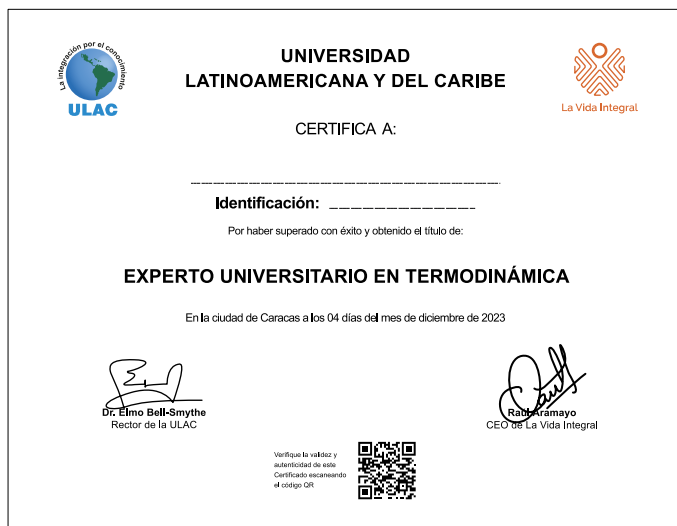 La integración por el conocimiento
ULAC
UNIVERSIDAD
LATINOAMERICANA Y DEL CARIBE
La Vida Integral
CERTIFICA A:
Identificación:
Por haber superado con éxito y obtenido el título de:
EXPERTO UNIVERSITARIO EN TERMODINÁMICA
En la ciudad de Caracas a los 04 días del mes de diciembre de 2023
Dr. Elmo Bell-Smythe
Rector de la ULAC
Raúl Aramayo
CEO de La Vida Integral
Verifique la validez y
autenticidad de este
Certificado escaneando
el código QR